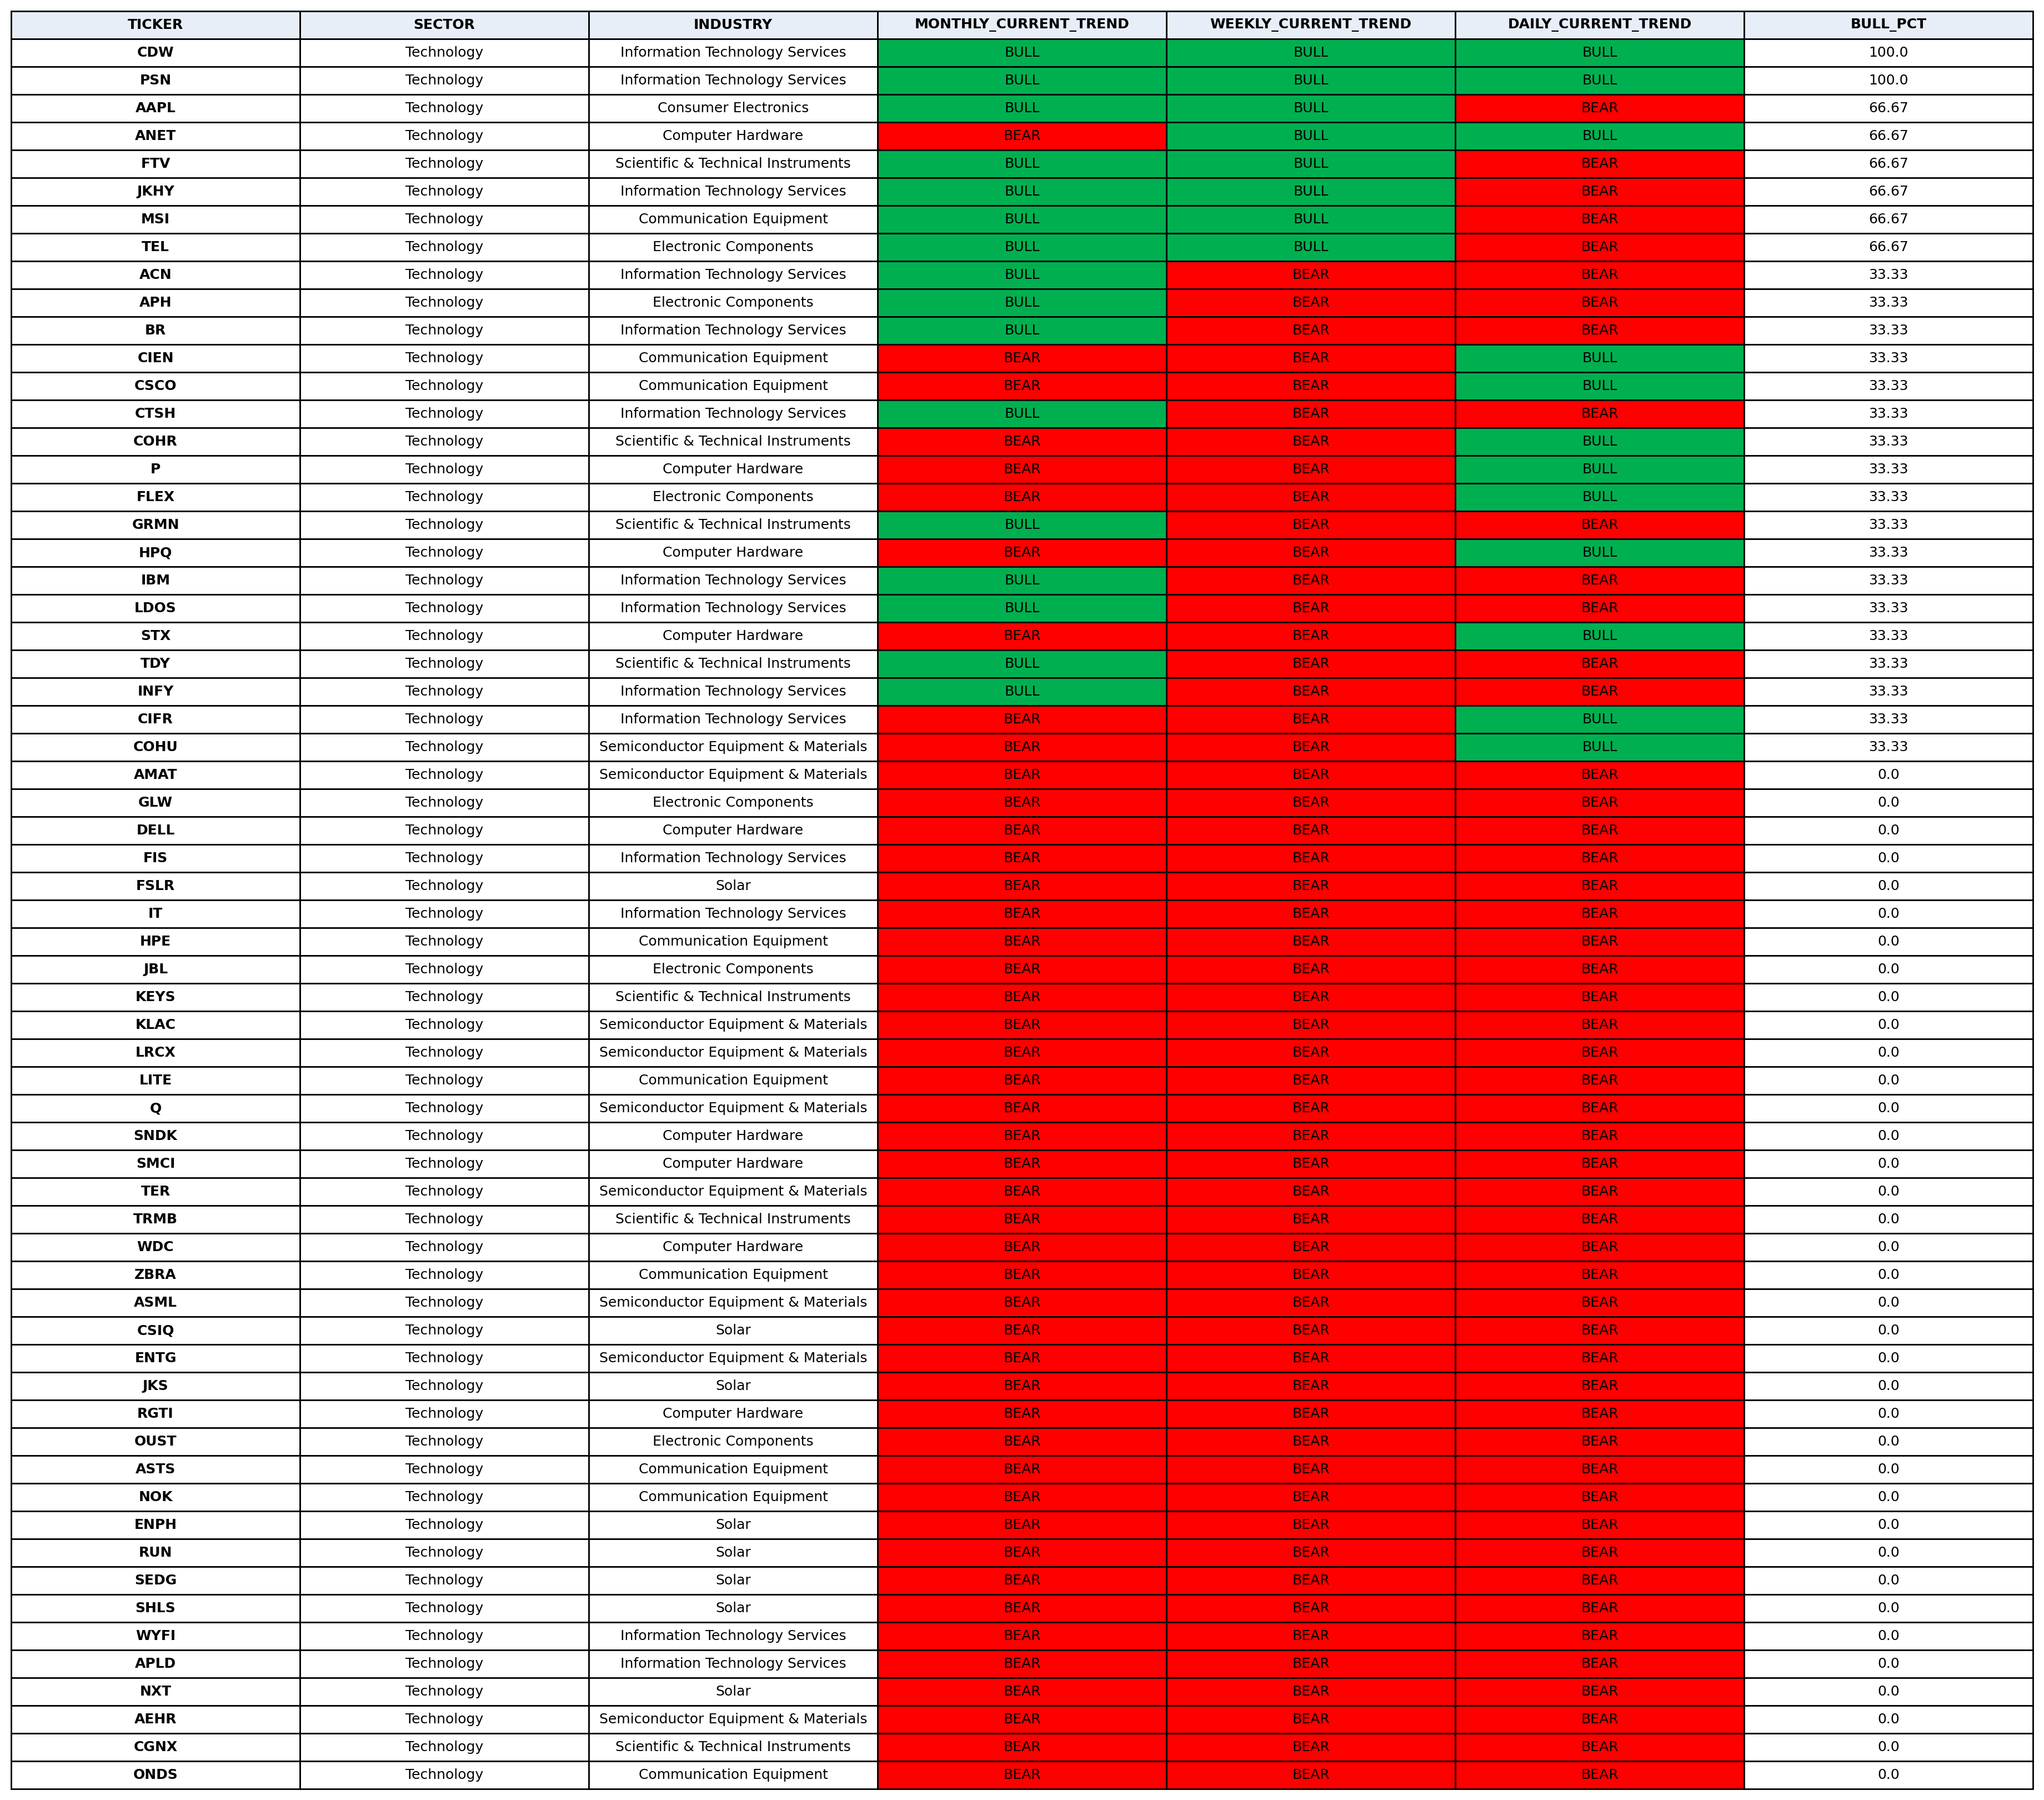 TICKER SECTOR INDUSTRY MONTHLY_CURRENT_TREND WEEKLY_CURRENT_TREND DAILY_CURRENT_TREND BULL_PCT
CDW Technology Information Technology Services BULL BULL BULL 100.0
PSN Technology Information Technology Services BULL BULL BULL 100.0
AAPL Technology Consumer Electronics BULL BULL BEAR 66.67
ANET Technology Computer Hardware BEAR BULL BULL 66.67
FTV Technology Scientific & Technical Instruments BULL BULL BEAR 66.67
JKHY Technology Information Technology Services BULL BULL BEAR 66.67
MSI Technology Communication Equipment BULL BULL BEAR 66.67
TEL Technology Electronic Components BULL BULL BEAR 66.67
ACN Technology Information Technology Services BULL BEAR BEAR 33.33
APH Technology Electronic Components BULL BEAR BEAR 33.33
BR Technology Information Technology Services BULL BEAR BEAR 33.33
CIEN Technology Communication Equipment BEAR BEAR BULL 33.33
CSCO Technology Communication Equipment BEAR BEAR BULL 33.33
CTSH Technology Information Technology Services BULL BEAR BEAR 33.33
COHR Technology Scientific & Technical Instruments BEAR BEAR BULL 33.33
P Technology Computer Hardware BEAR BEAR BULL 33.33
FLEX Technology Electronic Components BEAR BEAR BULL 33.33
GRMN Technology Scientific & Technical Instruments BULL BEAR BEAR 33.33
HPQ Technology Computer Hardware BEAR BEAR BULL 33.33
IBM Technology Information Technology Services BULL BEAR BEAR 33.33
LDOS Technology Information Technology Services BULL BEAR BEAR 33.33
STX Technology Computer Hardware BEAR BEAR BULL 33.33
TDY Technology Scientific & Technical Instruments BULL BEAR BEAR 33.33
INFY Technology Information Technology Services BULL BEAR BEAR 33.33
CIFR Technology Information Technology Services BEAR BEAR BULL 33.33
COHU Technology Semiconductor Equipment & Materials BEAR BEAR BULL 33.33
AMAT Technology Semiconductor Equipment & Materials BEAR BEAR BEAR 0.0
GLW Technology Electronic Components BEAR BEAR BEAR 0.0
DELL Technology Computer Hardware BEAR BEAR BEAR 0.0
FIS Technology Information Technology Services BEAR BEAR BEAR 0.0
FSLR Technology Solar BEAR BEAR BEAR 0.0
IT Technology Information Technology Services BEAR BEAR BEAR 0.0
HPE Technology Communication Equipment BEAR BEAR BEAR 0.0
JBL Technology Electronic Components BEAR BEAR BEAR 0.0
KEYS Technology Scientific & Technical Instruments BEAR BEAR BEAR 0.0
KLAC Technology Semiconductor Equipment & Materials BEAR BEAR BEAR 0.0
LRCX Technology Semiconductor Equipment & Materials BEAR BEAR BEAR 0.0
LITE Technology Communication Equipment BEAR BEAR BEAR 0.0
Q Technology Semiconductor Equipment & Materials BEAR BEAR BEAR 0.0
SNDK Technology Computer Hardware BEAR BEAR BEAR 0.0
SMCI Technology Computer Hardware BEAR BEAR BEAR 0.0
TER Technology Semiconductor Equipment & Materials BEAR BEAR BEAR 0.0
TRMB Technology Scientific & Technical Instruments BEAR BEAR BEAR 0.0
WDC Technology Computer Hardware BEAR BEAR BEAR 0.0
ZBRA Technology Communication Equipment BEAR BEAR BEAR 0.0
ASML Technology Semiconductor Equipment & Materials BEAR BEAR BEAR 0.0
CSIQ Technology Solar BEAR BEAR BEAR 0.0
ENTG Technology Semiconductor Equipment & Materials BEAR BEAR BEAR 0.0
JKS Technology Solar BEAR BEAR BEAR 0.0
RGTI Technology Computer Hardware BEAR BEAR BEAR 0.0
OUST Technology Electronic Components BEAR BEAR BEAR 0.0
ASTS Technology Communication Equipment BEAR BEAR BEAR 0.0
NOK Technology Communication Equipment BEAR BEAR BEAR 0.0
ENPH Technology Solar BEAR BEAR BEAR 0.0
RUN Technology Solar BEAR BEAR BEAR 0.0
SEDG Technology Solar BEAR BEAR BEAR 0.0
SHLS Technology Solar BEAR BEAR BEAR 0.0
WYFI Technology Information Technology Services BEAR BEAR BEAR 0.0
APLD Technology Information Technology Services BEAR BEAR BEAR 0.0
NXT Technology Solar BEAR BEAR BEAR 0.0
AEHR Technology Semiconductor Equipment & Materials BEAR BEAR BEAR 0.0
CGNX Technology Scientific & Technical Instruments BEAR BEAR BEAR 0.0
ONDS Technology Communication Equipment BEAR BEAR BEAR 0.0